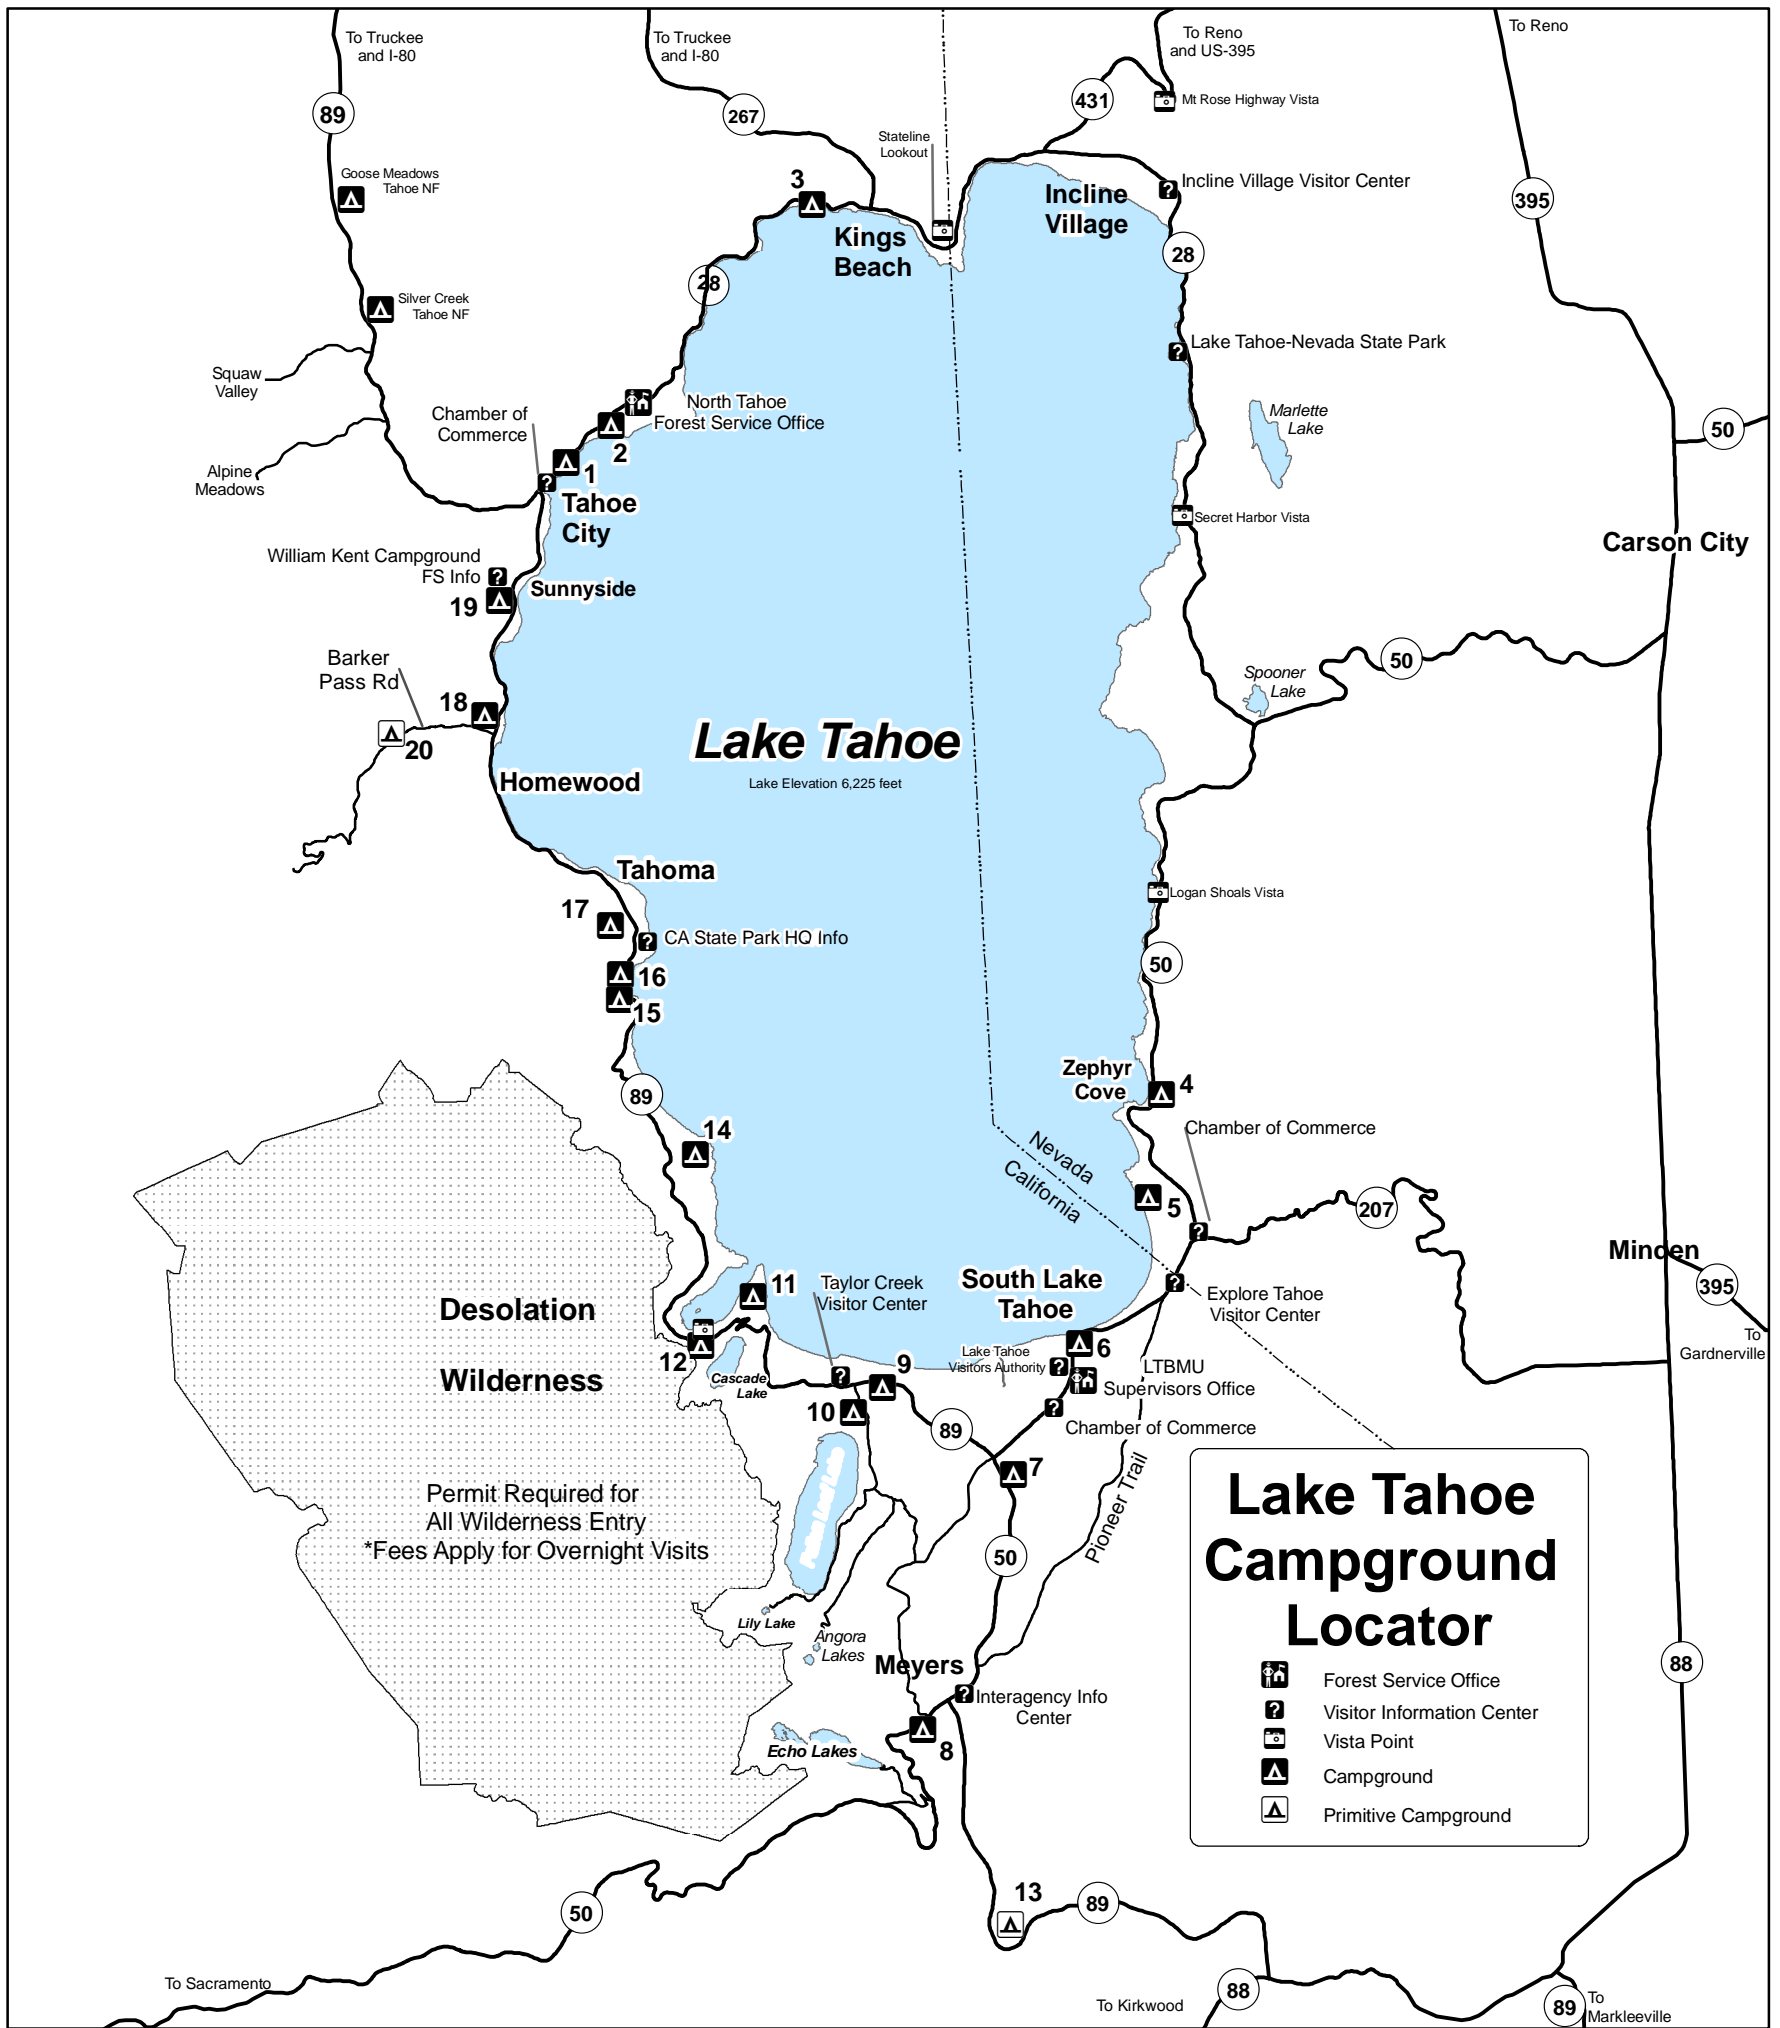 To Truckee
and I-80
To Truckee
and I-80
To Reno
and US-395
To Reno
89
267
431
Mt Rose Highway Vista
Stateline
Lookout
Goose Meadows
Tahoe NF
3
Incline Village Visitor Center
Incline
Village
395
Kings
Beach
28
28
Silver Creek
Tahoe NF
Lake Tahoe-Nevada State Park
Squaw
Valley
Chamber of
Commerce
North Tahoe
Forest Service Office
Marlette
Lake
50
2
1
Alpine
Meadows
Tahoe
City
Secret Harbor Vista
Carson City
William Kent Campground
FS Info
Sunnyside
19
Barker
Pass Rd
50
Spooner
Lake
18
20
Lake Tahoe
Lake Elevation 6,225 feet
Homewood
Tahoma
Logan Shoals Vista
17
CA State Park HQ Info
50
16
15
Zephyr
Cove
4
89
14
Chamber of Commerce
Nevada
California
5
207
Minden
395
To
Gardnerville
11
Taylor Creek
Visitor Center
South Lake
Tahoe
Explore Tahoe
Visitor Center
Desolation
Wilderness
12
Cascade
Lake
9
10
Lake Tahoe
Visitors Authority
6
LTBMU
Supervisors Office
Chamber of Commerce
89
7
Permit Required for
All Wilderness Entry
*Fees Apply for Overnight Visits
Fallen Leaf Lake
50
Pioneer Trail
Lily Lake
Angora
Lakes
Meyers
Interagency Info
Center
8
Echo Lakes
Lake Tahoe
Campground
Locator
Forest Service Office
Visitor Information Center
Vista Point
Campground
Primitive Campground
88
13
89
50
To Sacramento
88
To Kirkwood
89
To
Markleeville